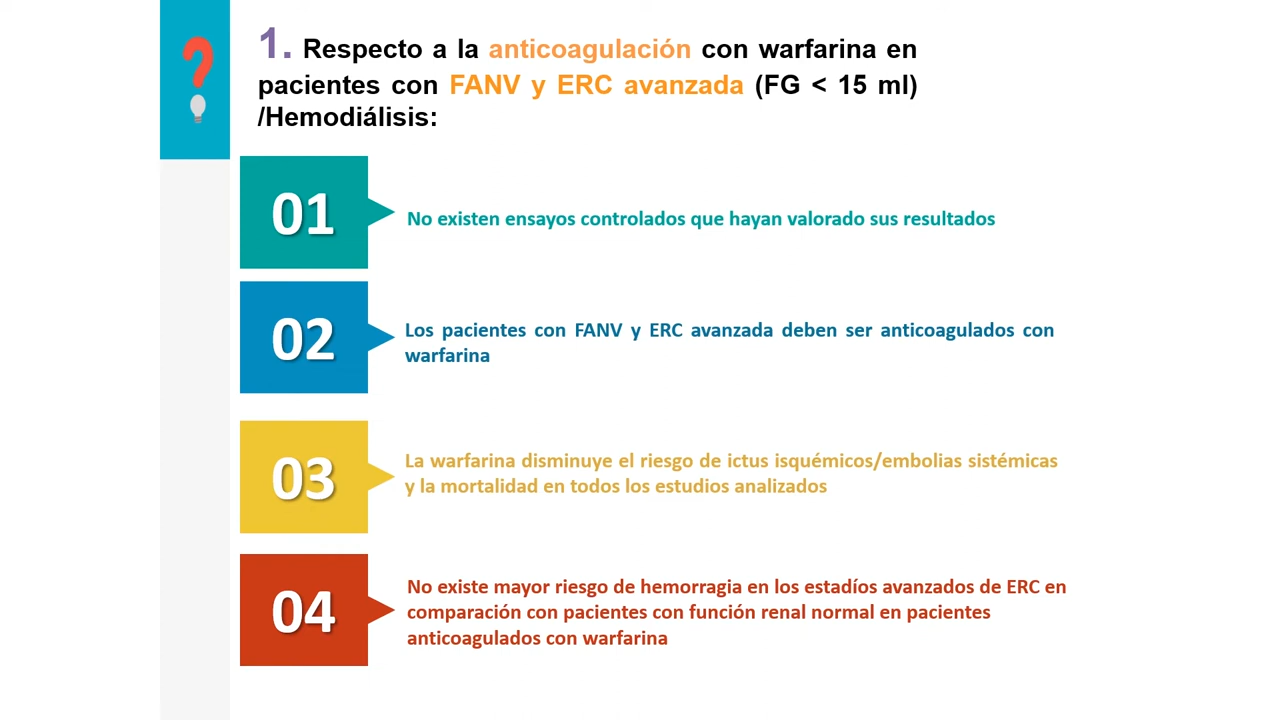 1. Respecto a la anticoagulación con warfarina en
pacientes con FANV y ERC avanzada (FG < 15 ml)
/Hemodiálisis:
01
No existen ensayos controlados que hayan valorado sus resultados
02
Los pacientes con FANV y ERC avanzada deben ser anticoagulados con
warfarina
03
La warfarina disminuye el riesgo de ictus isquémicos/embolias sistémicas
y la mortalidad en todos los estudios analizados
04
No existe mayor riesgo de hemorragia en los estadíos avanzados de ERC en
comparación con pacientes con función renal normal en pacientes
anticoagulados con warfarina